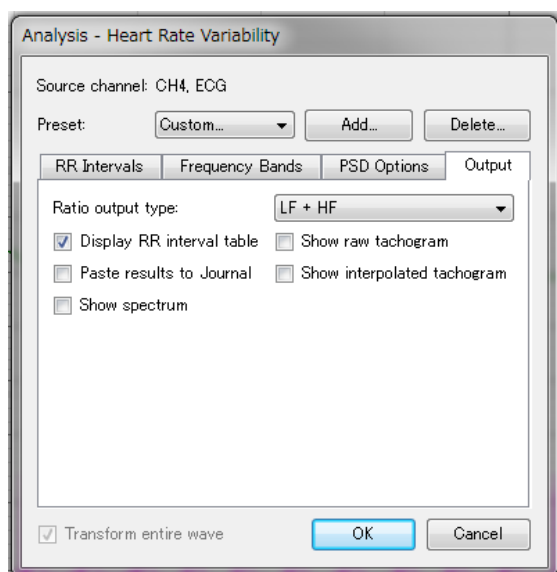 Analysis - Heart Rate Variability
Source channel: CH4, ECG
Preset: Custom... Add... Delete...
RR Intervals Frequency Bands PSD Options Output
Ratio output type: LF + HF
Display RR interval table Show raw tachogram
Paste results to Journal Show interpolated tachogram
Show spectrum
Transform entire wave OK Cancel